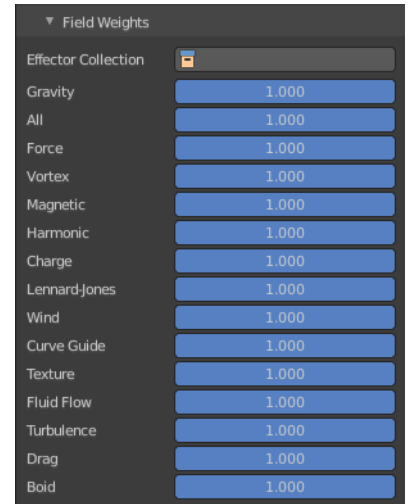 Field Weights
Effector Collection
Gravity 1.000
All 1.000
Force 1.000
Vortex 1.000
Magnetic 1.000
Harmonic 1.000
Charge 1.000
Lennard-Jones 1.000
Wind 1.000
Curve Guide 1.000
Texture 1.000
Fluid Flow 1.000
Turbulence 1.000
Drag 1.000
Boid 1.000